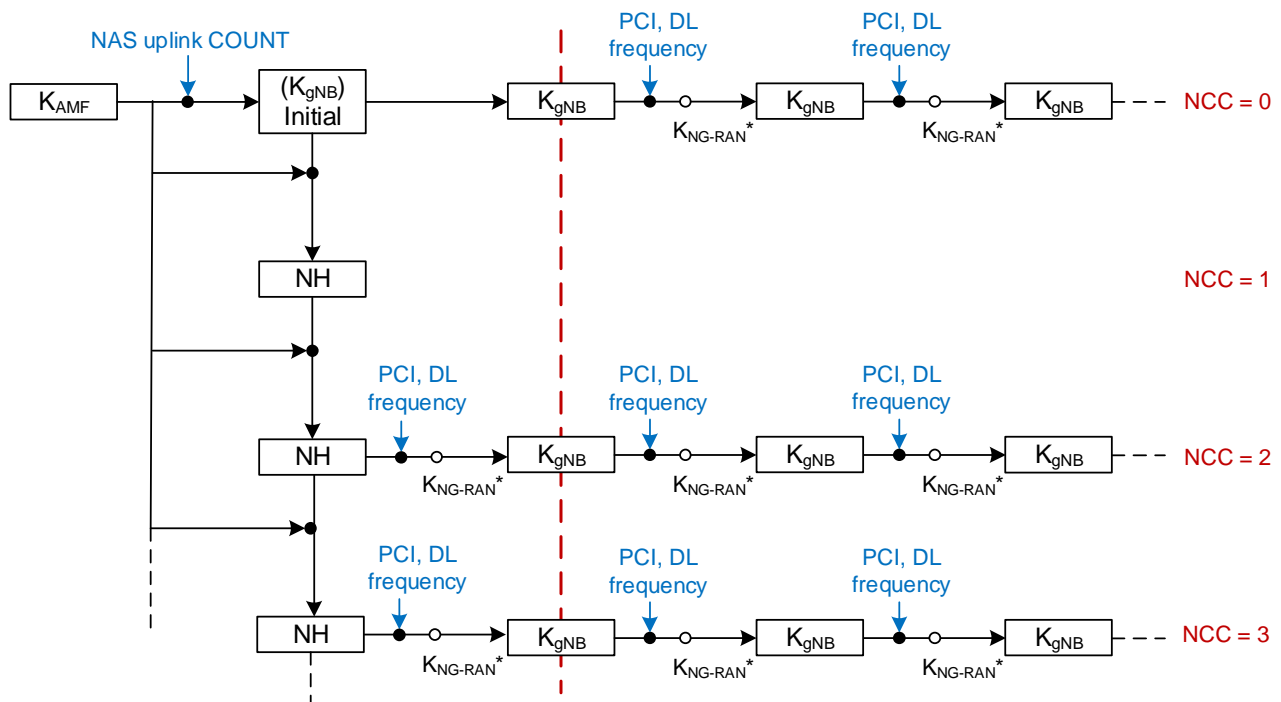 NAS uplink COUNT
PCI, DL
frequency
PCI, DL
frequency
K_AMF
(K_gNB)
Initial
K_gNB
K_NG-RAN*
K_gNB
K_NG-RAN*
K_gNB
NCC = 0
NH
NCC = 1
PCI, DL
frequency
PCI, DL
frequency
PCI, DL
frequency
NH
K_NG-RAN*
K_gNB
K_NG-RAN*
K_gNB
K_NG-RAN*
K_gNB
NCC = 2
PCI, DL
frequency
PCI, DL
frequency
PCI, DL
frequency
NH
K_NG-RAN*
K_gNB
K_NG-RAN*
K_gNB
K_NG-RAN*
K_gNB
NCC = 3